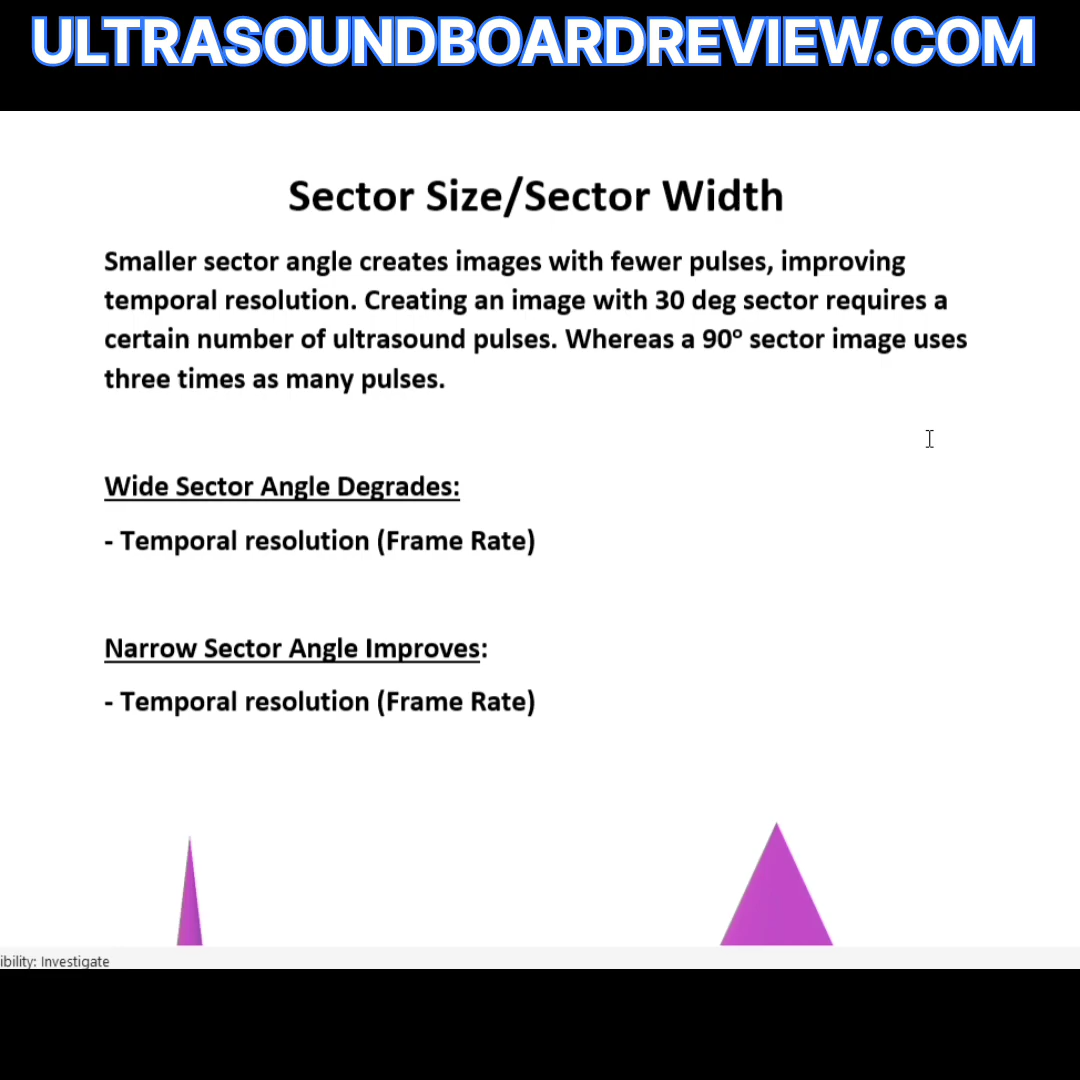 ULTRASOUNDBOARDREVIEW.COM
Sector Size/Sector Width
Smaller sector angle creates images with fewer pulses, improving
temporal resolution. Creating an image with 30 deg sector requires a
certain number of ultrasound pulses. Whereas a 90º sector image uses
three times as many pulses.
Wide Sector Angle Degrades:
- Temporal resolution (Frame Rate)
Narrow Sector Angle Improves:
- Temporal resolution (Frame Rate)
ibility: Investigate